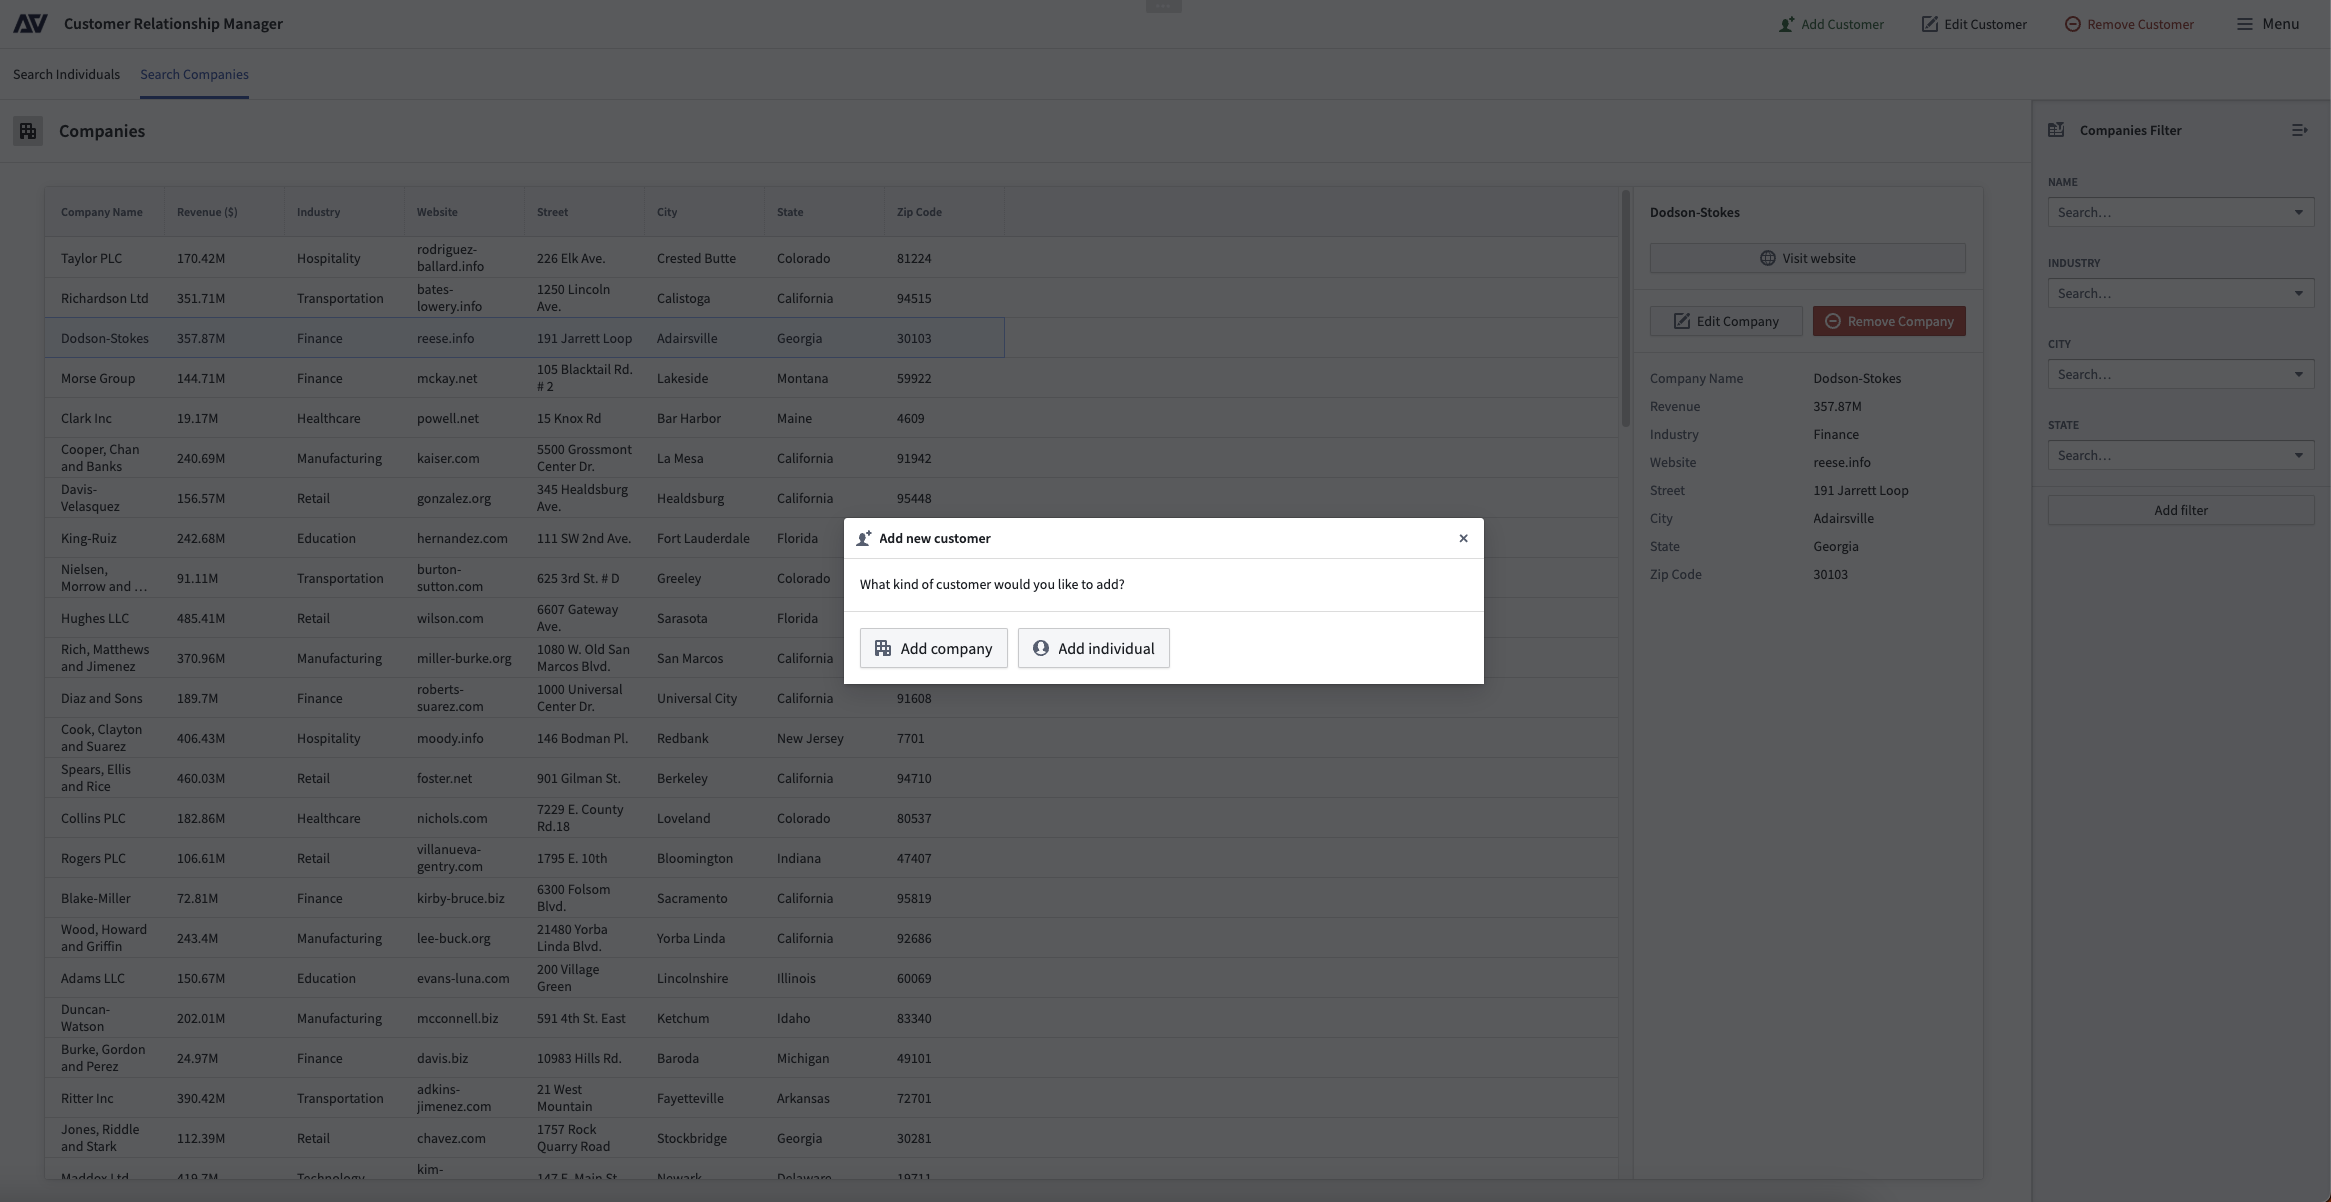 Customer Relationship Manager
Add Customer
Edit Customer
Remove Customer
Menu
Search Individuals
Search Companies
Companies
Company Name Revenue ($) Industry Website Street City State Zip Code
Taylor PLC 170.42M Hospitality rodriguez-ballard.info 226 Elk Ave. Crested Butte Colorado 81224
Richardson Ltd 351.71M Transportation bates-lowery.info 1250 Lincoln Ave. Calistoga California 94515
Dodson-Stokes 357.87M Finance reese.info 191 Jarrett Loop Adairsville Georgia 30103
Morse Group 144.71M Finance mckay.net 105 Blacktail Rd. # 2 Lakeside Montana 59922
Clark Inc 19.17M Healthcare powell.net 15 Knox Rd Bar Harbor Maine 4609
Cooper, Chan and Banks 240.69M Manufacturing kaiser.com 5500 Grossmont Center Dr. La Mesa California 91942
Davis-Velasquez 156.57M Retail gonzalez.org 345 Healdsburg Ave. Healdsburg California 95448
King-Ruiz 242.68M Education hernandez.com 111 SW 2nd Ave. Fort Lauderdale Florida
Nielsen, Morrow and … 91.11M Transportation burton-sutton.com 625 3rd St. # D Greeley Colorado
Hughes LLC 485.41M Retail wilson.com 6607 Gateway Ave. Sarasota Florida
Rich, Matthews and Jimenez 370.96M Manufacturing miller-burke.org 1080 W. Old San Marcos Blvd. San Marcos California
Diaz and Sons 189.7M Finance roberts-suarez.com 1000 Universal Center Dr. Universal City California 91608
Cook, Clayton and Suarez 406.43M Hospitality moody.info 146 Bodman Pl. Redbank New Jersey 7701
Spears, Ellis and Rice 460.03M Retail foster.net 901 Gilman St. Berkeley California 94710
Collins PLC 182.86M Healthcare nichols.com 7229 E. County Rd.18 Loveland Colorado 80537
Rogers PLC 106.61M Retail villanueva-gentry.com 1795 E. 10th Bloomington Indiana 47407
Blake-Miller 72.81M Finance kirby-bruce.biz 6300 Folsom Blvd. Sacramento California 95819
Wood, Howard and Griffin 243.4M Manufacturing lee-buck.org 21480 Yorba Linda Blvd. Yorba Linda California 92686
Adams LLC 150.67M Education evans-luna.com 200 Village Green Lincolnshire Illinois 60069
Duncan-Watson 202.01M Manufacturing mcconnell.biz 591 4th St. East Ketchum Idaho 83340
Burke, Gordon and Perez 24.97M Finance davis.biz 10983 Hills Rd. Baroda Michigan 49101
Ritter Inc 390.42M Transportation adkins-jimenez.com 21 West Mountain Fayetteville Arkansas 72701
Jones, Riddle and Stark 112.39M Retail chavez.com 1757 Rock Quarry Road Stockbridge Georgia 30281
Maddox Ltd 419.7M Technology kim- 147 E. Main St. Newark Delaware 19711
Add new customer
What kind of customer would you like to add?
Add company
Add individual
Dodson-Stokes
Visit website
Edit Company
Remove Company
Company Name Dodson-Stokes
Revenue 357.87M
Industry Finance
Website reese.info
Street 191 Jarrett Loop
City Adairsville
State Georgia
Zip Code 30103
Companies Filter
NAME
Search...
INDUSTRY
Search...
CITY
Search...
STATE
Search...
Add filter